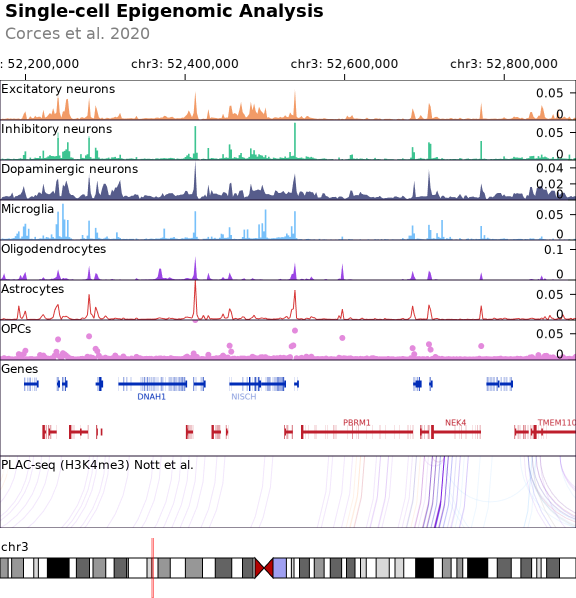 Single-cell Epigenomic Analysis
Corces et al. 2020
: 52,200,000 chr3: 52,400,000 chr3: 52,600,000 chr3: 52,800,000
Excitatory neurons
0.05
0
Inhibitory neurons
0.05
0
Dopaminergic neurons
0.04
0.02
0
Microglia
0.05
0
Oligodendrocytes
0.1
0
Astrocytes
0.05
0
OPCs
0.05
0
Genes
DNAH1 NISCH
PBRM1 NEK4 TMEM110
PLAC-seq (H3K4me3) Nott et al.
chr3